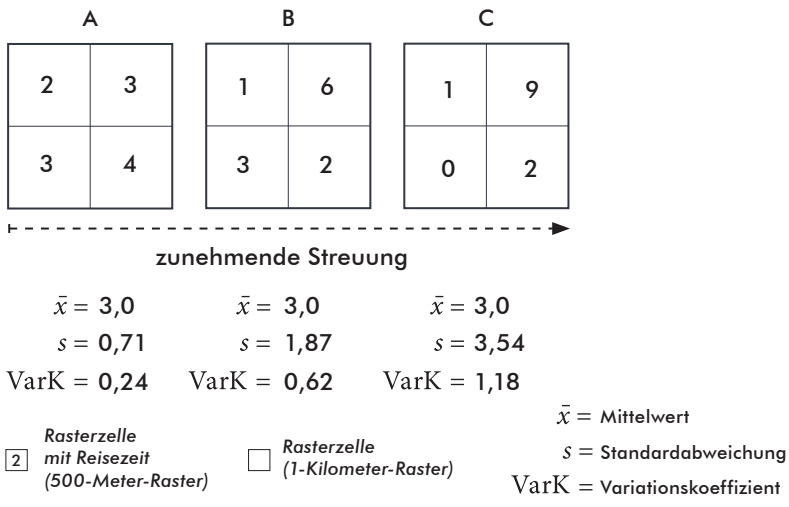 A B C
2 3 1 6 1 9
3 4 3 2 0 2
zunehmende Streuung
x̄ = 3,0 x̄ = 3,0 x̄ = 3,0
s = 0,71 s = 1,87 s = 3,54
VarK = 0,24 VarK = 0,62 VarK = 1,18
2 Rasterzelle
mit Reisezeit
(500-Meter-Raster)
Rasterzelle
(1-Kilometer-Raster)
x̄ = Mittelwert
s = Standardabweichung
VarK = Variationskoeffizient